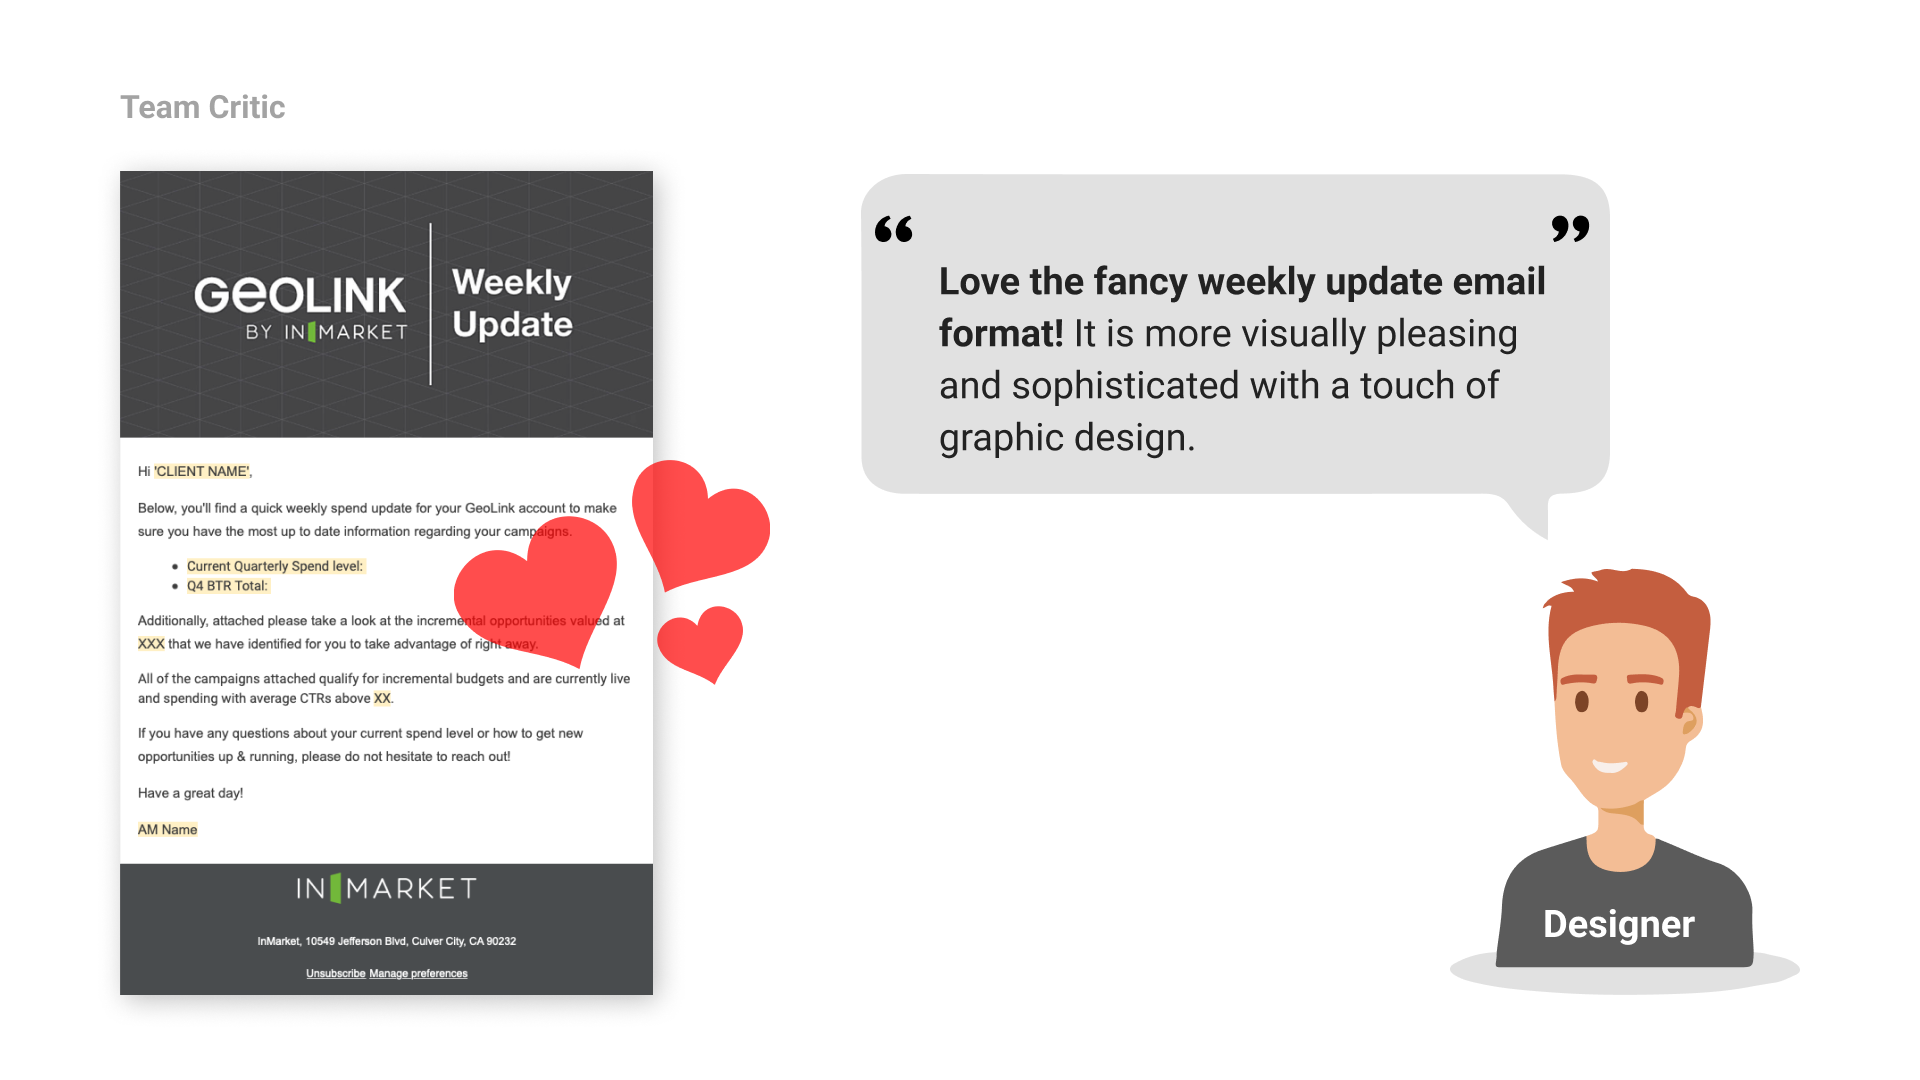 Team Critic
GEOLINK
BY INMARKET
Weekly
Update
Hi 'CLIENT NAME',
Below, you'll find a quick weekly spend update for your GeoLink account to make
sure you have the most up to date information regarding your campaigns.
• Current Quarterly Spend level:
• Q4 BTR Total:
Additionally, attached please take a look at the incremental opportunities valued at
XXX that we have identified for you to take advantage of right away.
All of the campaigns attached qualify for incremental budgets and are currently live
and spending with average CTRs above XX.
If you have any questions about your current spend level or how to get new
opportunities up & running, please do not hesitate to reach out!
Have a great day!
AM Name
INMARKET
InMarket, 10549 Jefferson Blvd, Culver City, CA 90232
Unsubscribe Manage preferences
“ ”
Love the fancy weekly update email
format! It is more visually pleasing
and sophisticated with a touch of
graphic design.
Designer